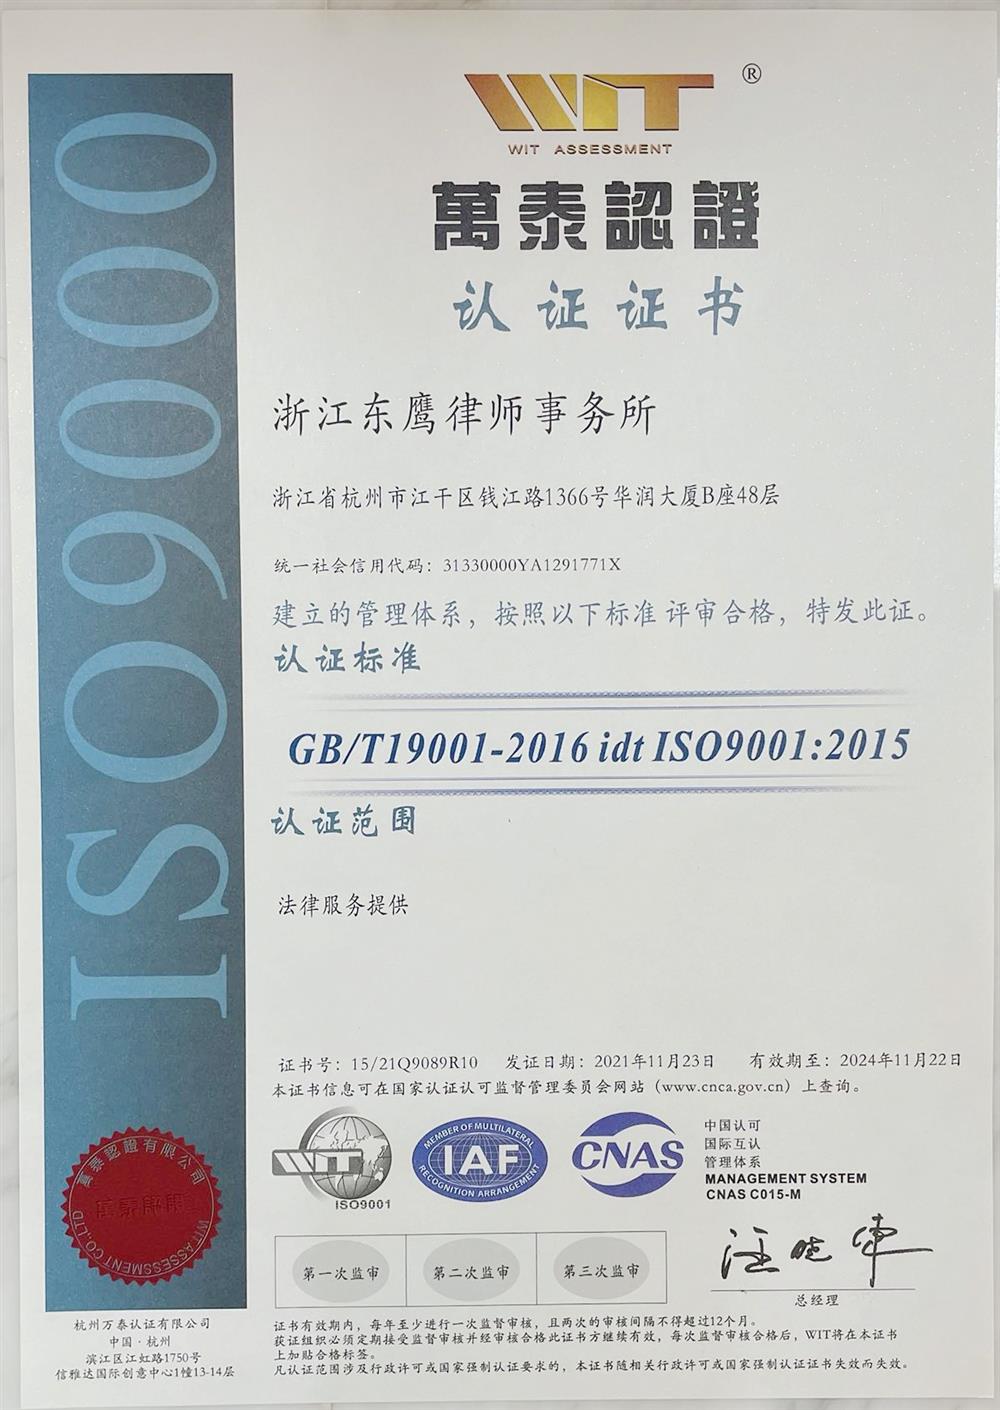 WIT ®
WIT ASSESSMENT
萬泰認證
认证证书
浙江东鹰律师事务所
浙江省杭州市江干区钱江路1366号华润大厦B座48层
统一社会信用代码：31330000YA1291771X
建立的管理体系，按照以下标准评审合格，特发此证。
认证标准
GB/T19001-2016 idt ISO9001:2015
认证范围
法律服务提供
证书号：15/21Q9089R10 发证日期：2021年11月23日 有效期至：2024年11月22日
本证书信息可在国家认证认可监督管理委员会网站（www.cnca.gov.cn）上查询。
WIT
ISO9001
MEMBER OF MULTILATERAL
IAF
RECOGNITION ARRANGEMENT
CNAS
中国认可
国际互认
管理体系
MANAGEMENT SYSTEM
CNAS C015-M
第一次监审 第二次监审 第三次监审
总经理
证书有效期内，每年至少进行一次监督审核，且两次的审核间隔不得超过12个月。
获证组织必须定期接受监督审核并经审核合格此证书方继续有效，每次监督审核合格后，WIT将在本证书
上加贴合格标签。
凡认证范围涉及行政许可或国家强制认证要求的，本证书随相关行政许可或国家强制认证证书失效而失效。
ISO9000
萬泰認證有限公司
WIT ASSESSMENT CO.,LTD
杭州万泰认证有限公司
中国·杭州
滨江区江虹路1750号
信雅达国际创意中心1幢13-14层